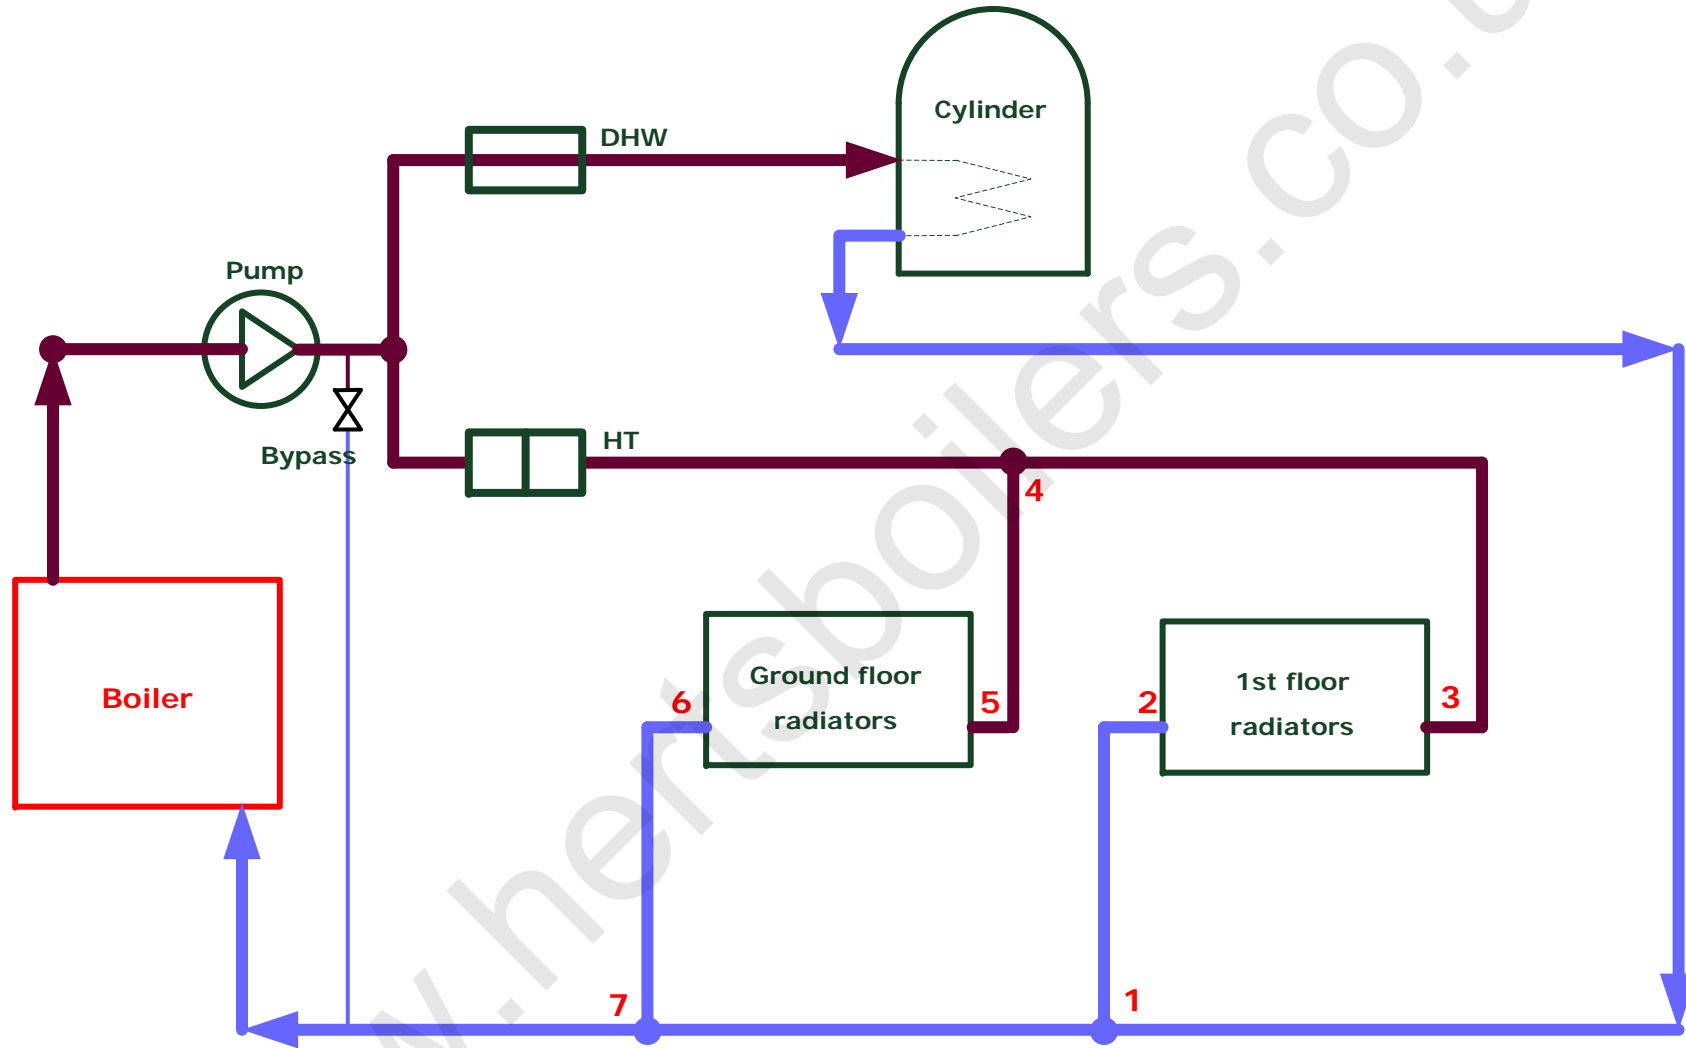 Cylinder
DHW
Pump
HT
Bypass
4
Ground floor
radiators
1st floor
radiators
Boiler
6
5
2
3
7
1
www.hertsboilers.co.u